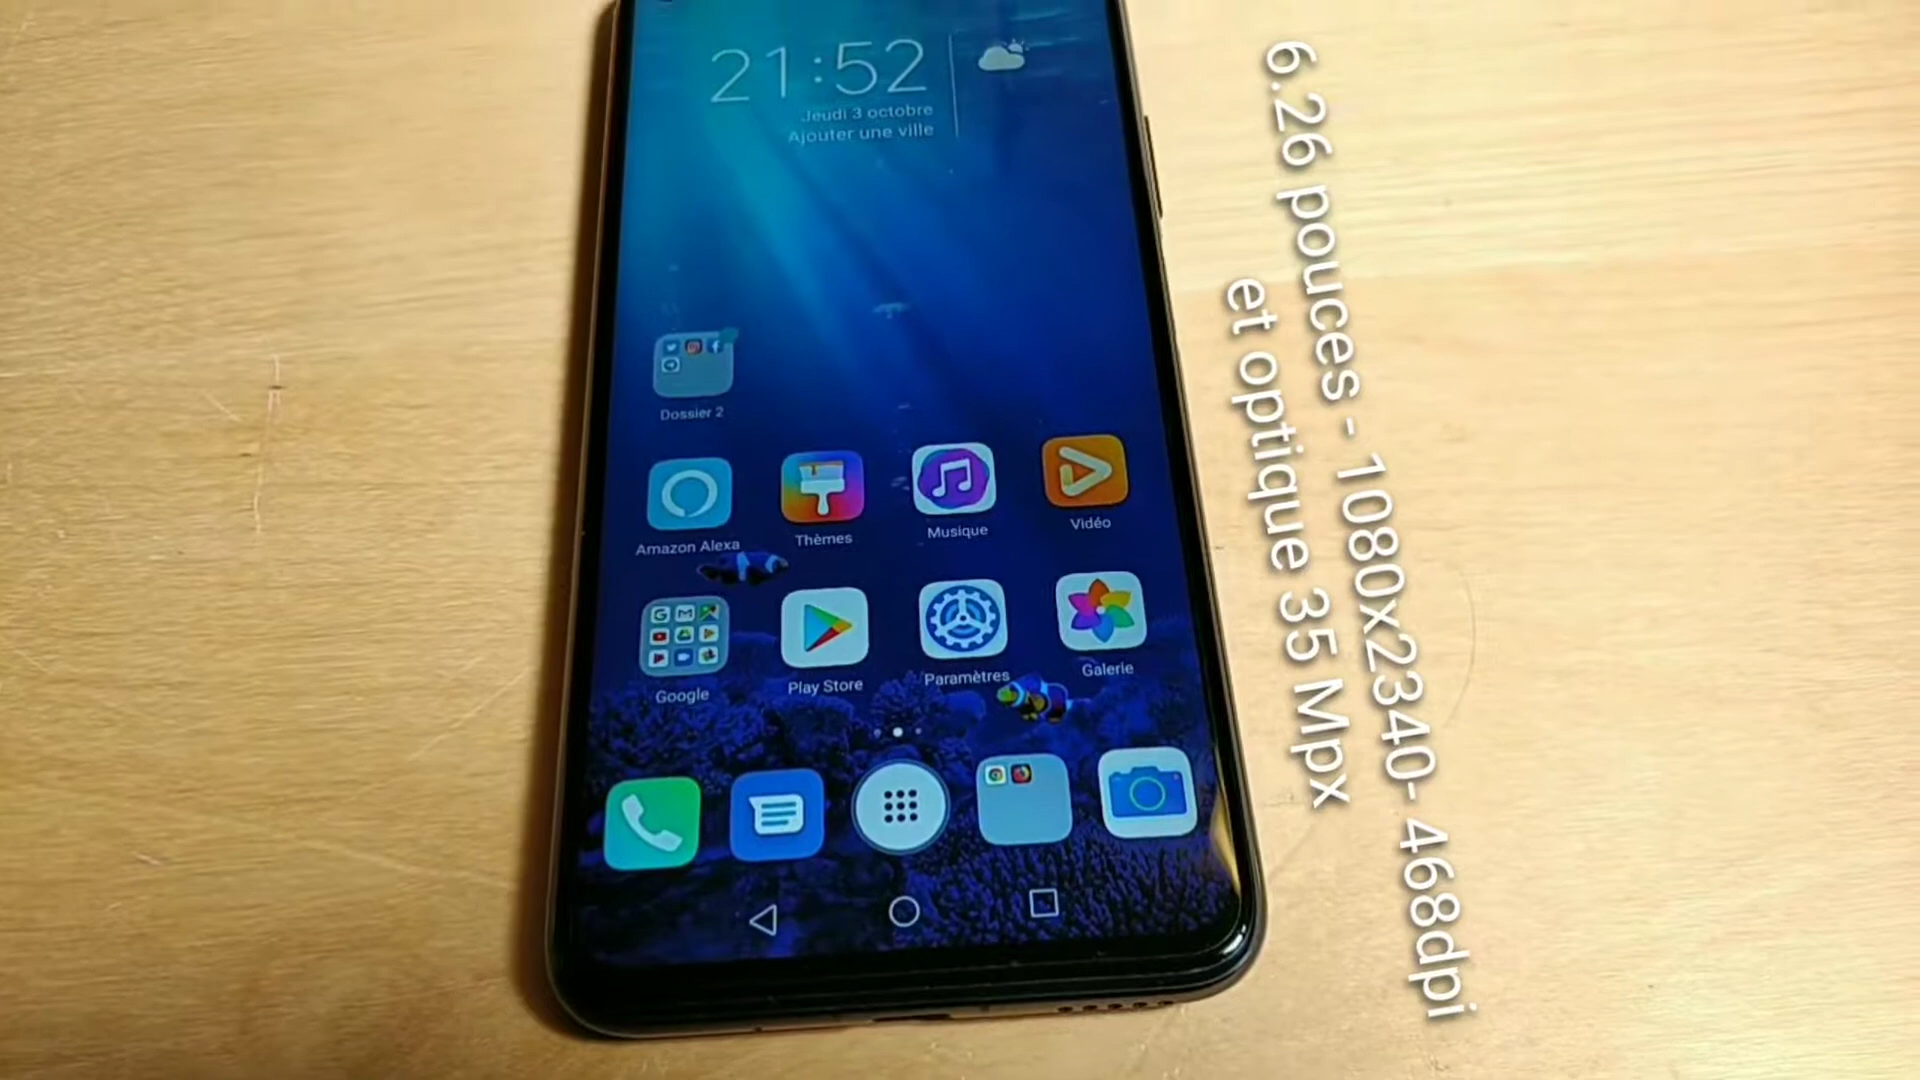 21:52
Jeudi 3 octobre
Ajouter une ville
Dossier 2
Amazon Alexa
Thèmes
Musique
Vidéo
Google
Play Store
Paramètres
Galerie
6.26 pouces - 1080x2340- 468dpi
et optique 35 Mpx